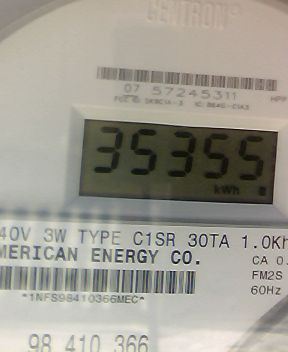 CENTRON®
07 57245311
35355
kWh
40V 3W TYPE C1SR 30TA 1.0Kh
MERICAN ENERGY CO.
CA 0.
FM2S
60Hz
*1NFS98410366MEC*
98 410 366